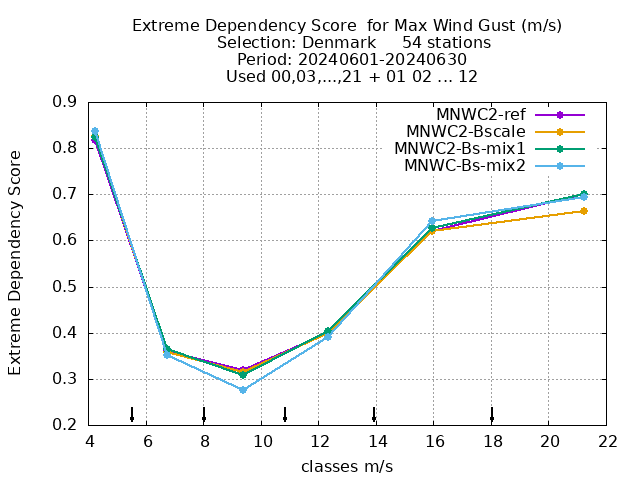 Extreme Dependency Score  for Max Wind Gust (m/s)
Selection: Denmark     54 stations
Period: 20240601-20240630
Used 00,03,...,21 + 01 02 ... 12
MNWC2-ref
MNWC2-Bscale
MNWC2-Bs-mix1
MNWC-Bs-mix2
Extreme Dependency Score
0.9
0.8
0.7
0.6
0.5
0.4
0.3
0.2
4 6 8 10 12 14 16 18 20 22
classes m/s